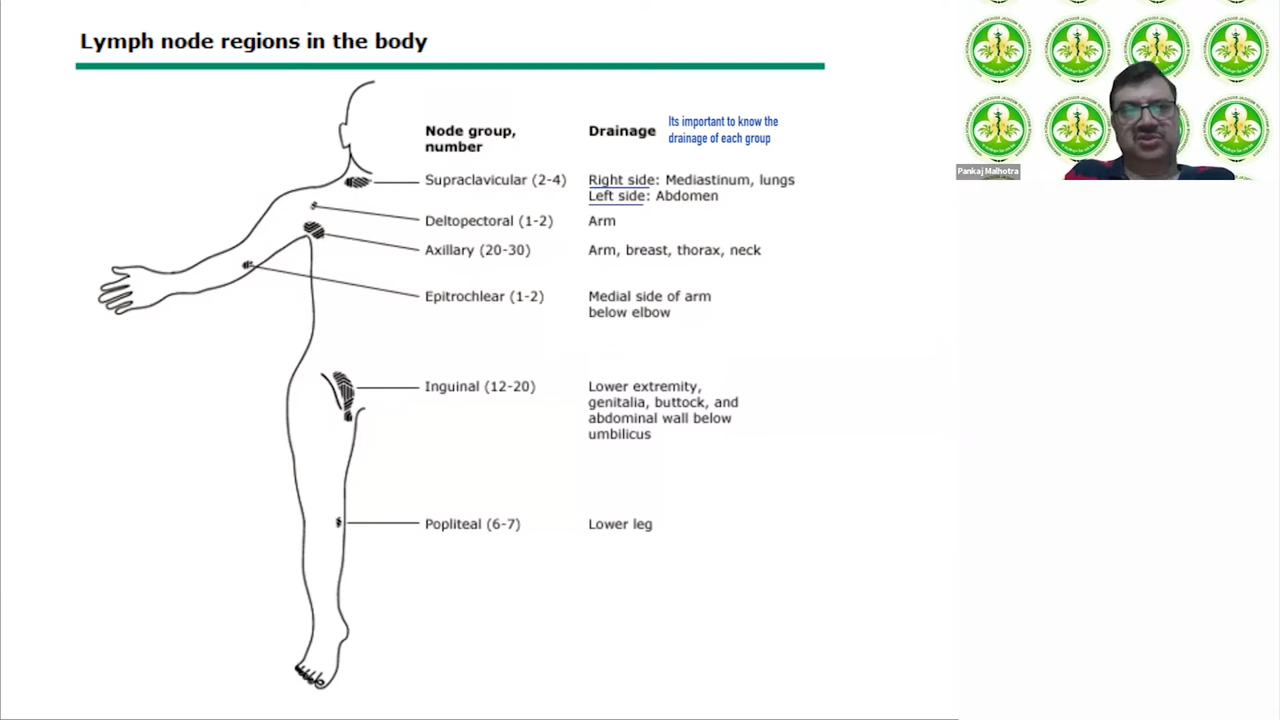 Lymph node regions in the body
Node group,
number
Drainage
Its important to know the
drainage of each group
Supraclavicular (2-4)
Right side: Mediastinum, lungs
Left side: Abdomen
Deltopectoral (1-2)
Arm
Axillary (20-30)
Arm, breast, thorax, neck
Epitrochlear (1-2)
Medial side of arm
below elbow
Inguinal (12-20)
Lower extremity,
genitalia, buttock, and
abdominal wall below
umbilicus
Popliteal (6-7)
Lower leg
Pankaj Malhotra